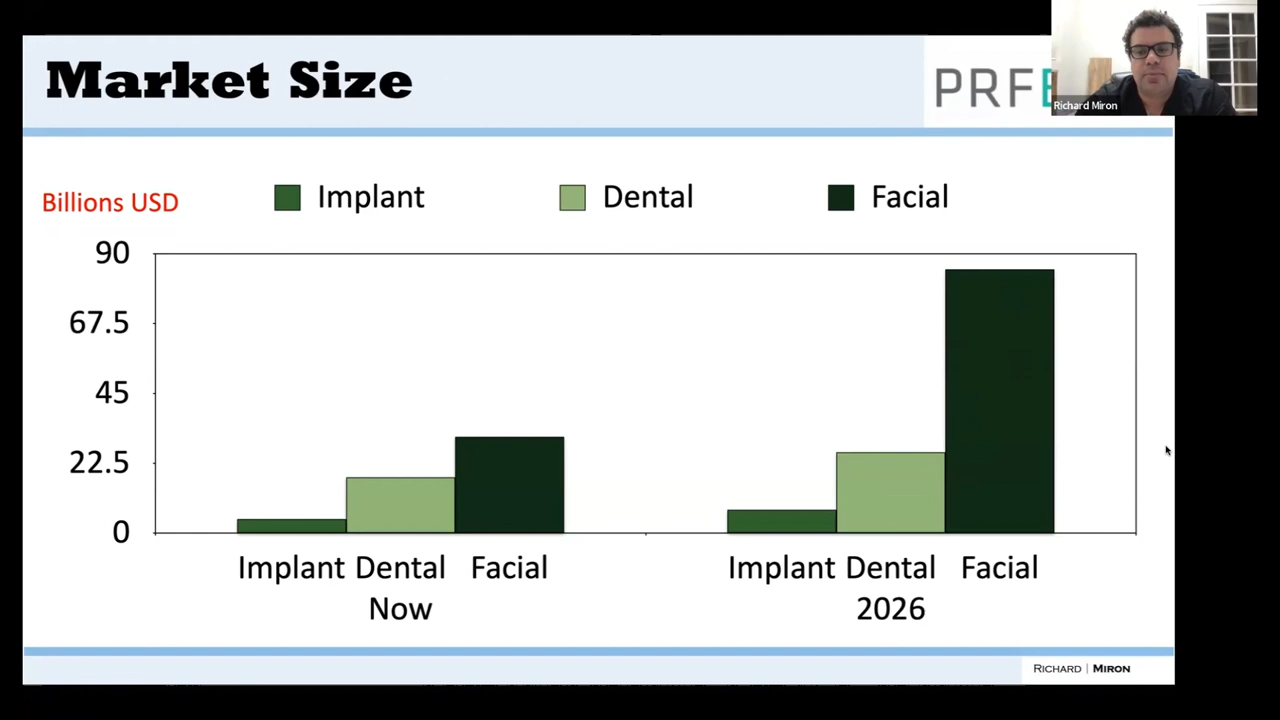 Market Size
PRFE
Richard Miron
Billions USD
Implant
Dental
Facial
90
67.5
45
22.5
0
Implant Dental Facial
Now
Implant Dental Facial
2026
RICHARD | MIRON